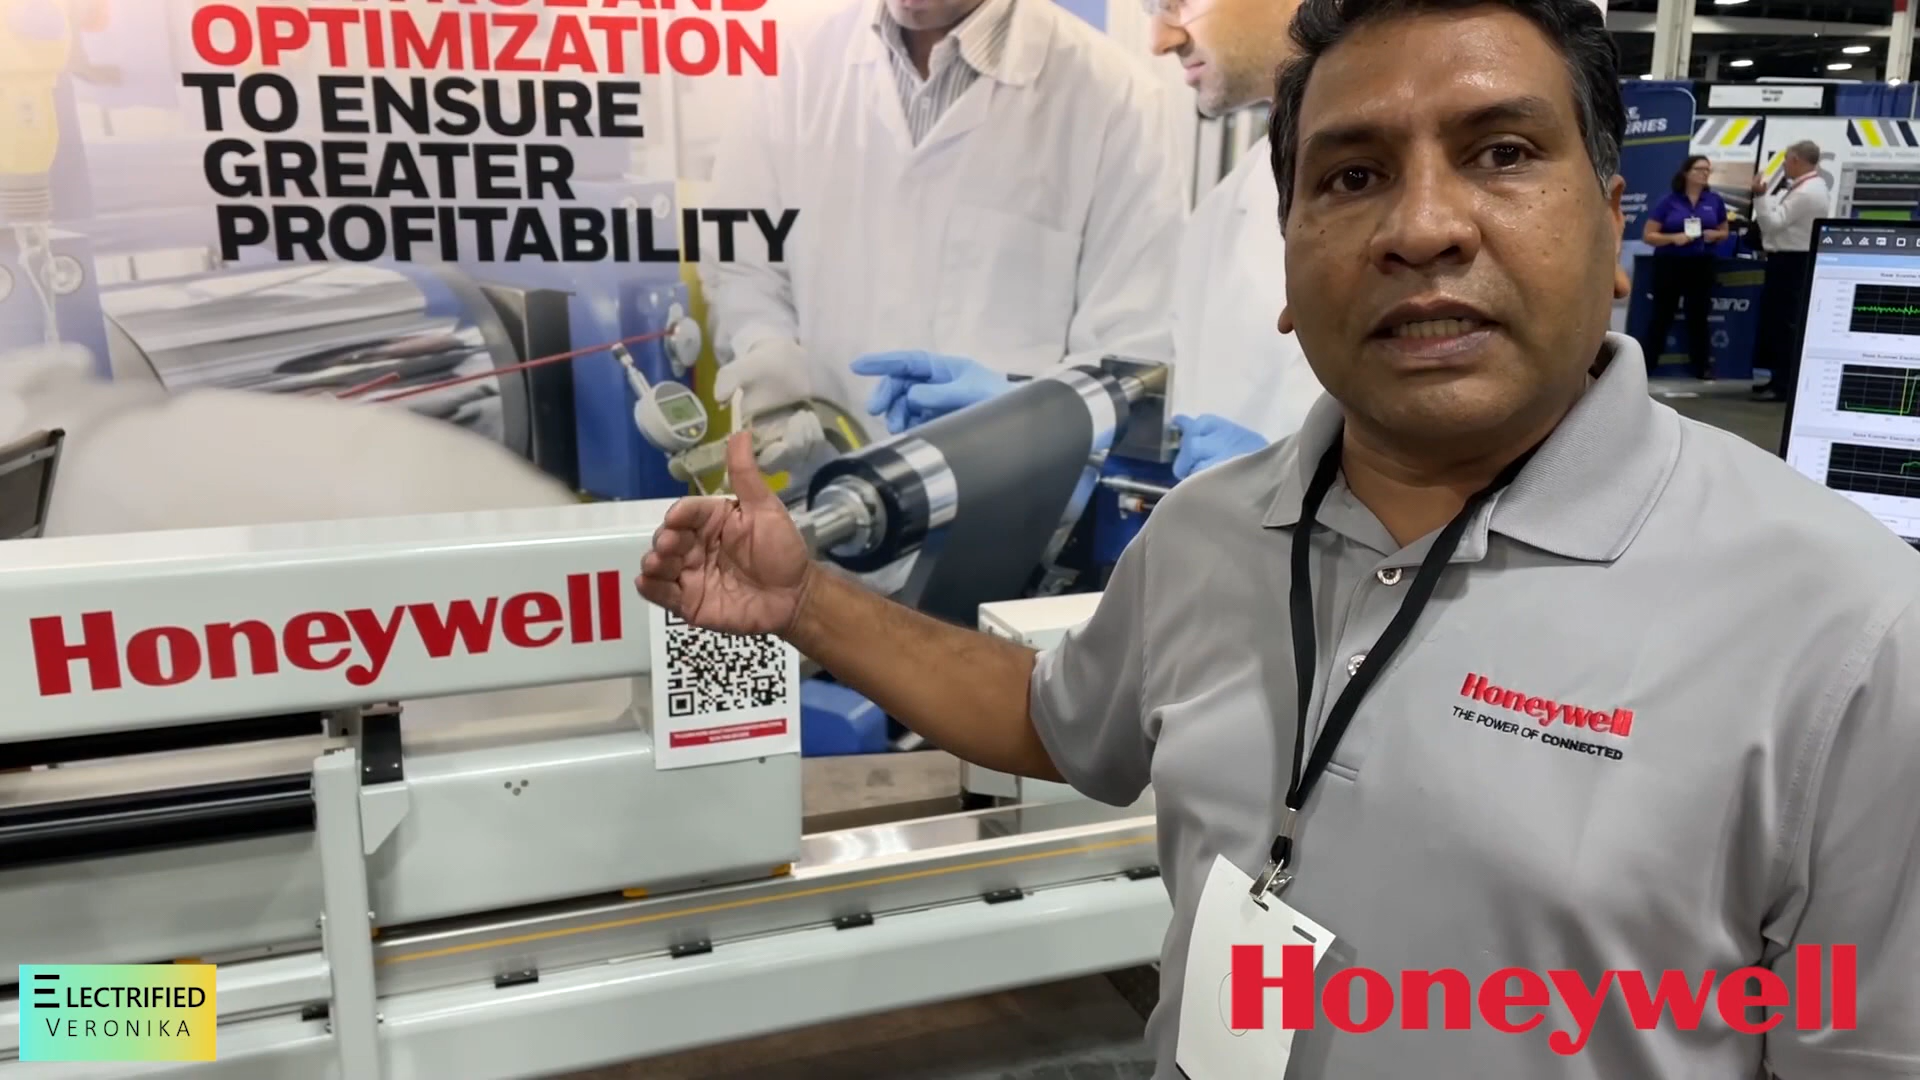 OPTIMIZATION
TO ENSURE
GREATER
PROFITABILITY
Honeywell
Honeywell
THE POWER OF CONNECTED
ELECTRIFIED
VERONIKA
Honeywell